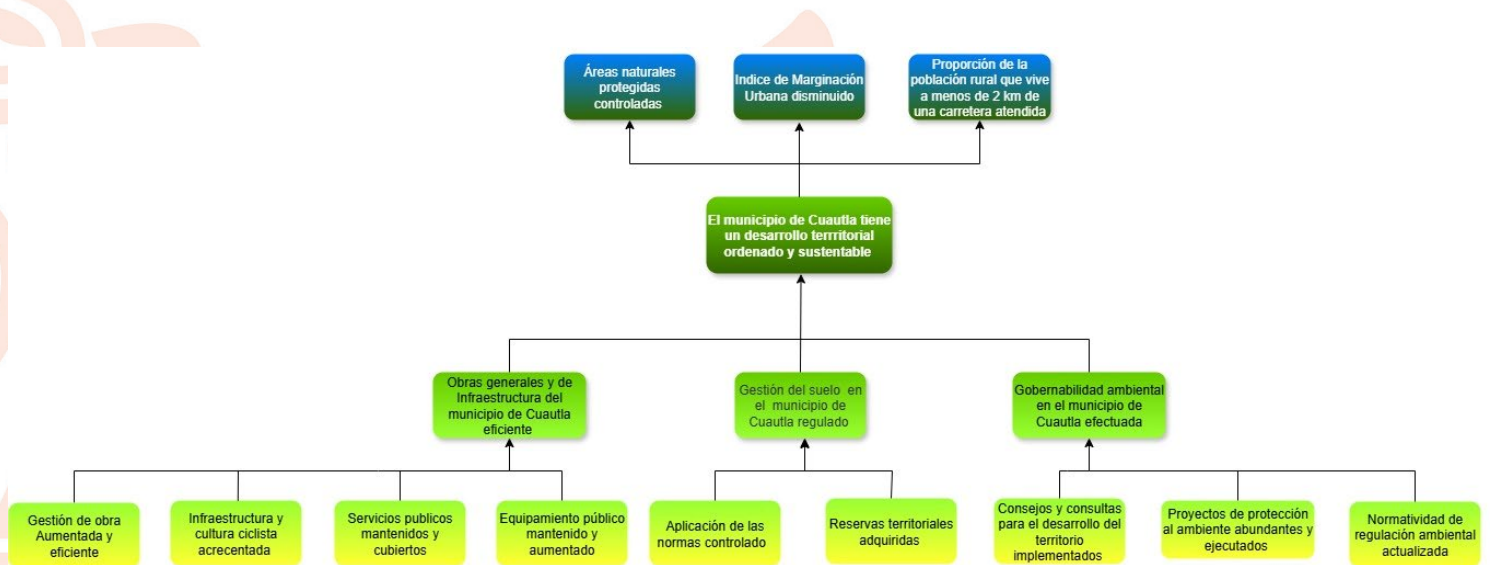 Áreas naturales
protegidas
controladas
Indice de Marginación
Urbana disminuido
Proporción de la
población rural que vive
a menos de 2 km de
una carretera atendida
El municipio de Cuautla tiene
un desarrollo terrritorial
ordenado y sustentable
Obras generales y de
Infraestructura del
municipio de Cuautla
eficiente
Gestión del suelo en
el municipio de
Cuautla regulado
Gobernabilidad ambiental
en el municipio de
Cuautla efectuada
Gestión de obra
Aumentada y
eficiente
Infraestructura y
cultura ciclista
acrecentada
Servicios publicos
mantenidos y
cubiertos
Equipamiento público
mantenido y
aumentado
Aplicación de las
normas controlado
Reservas territoriales
adquiridas
Consejos y consultas
para el desarrollo del
territorio
implementados
Proyectos de protección
al ambiente abundantes y
ejecutados
Normatividad de
regulación ambiental
actualizada